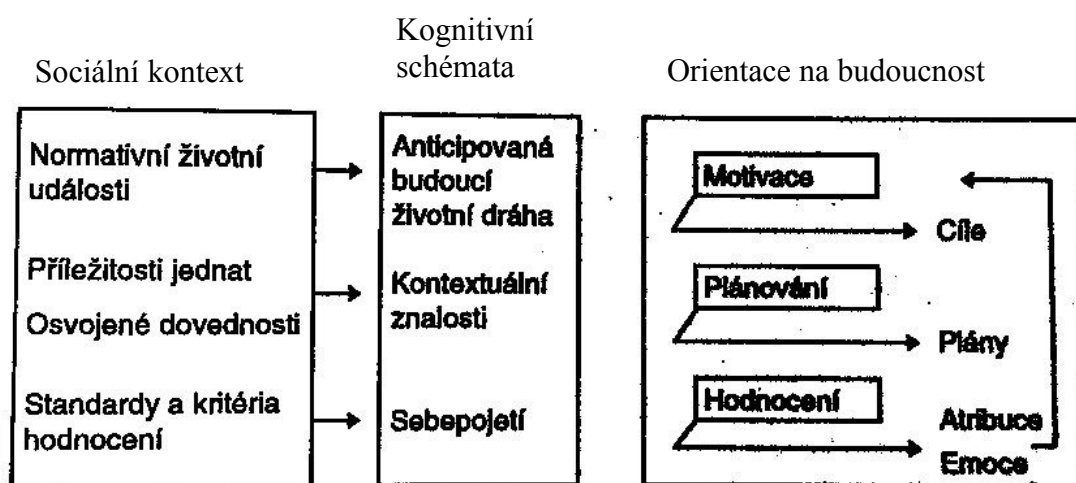 Sociální kontext
Kognitivní
schémata
Orientace na budoucnost
Normativní životní
události
Příležitosti jednat
Osvojené dovednosti
Standardy a kritéria
hodnocení
Anticipovaná
budoucí
životní dráha
Kontextuální
znalosti
Sebepojetí
Motivace
Cíle
Plánování
Plány
Hodnocení
Atribuce
Emoce